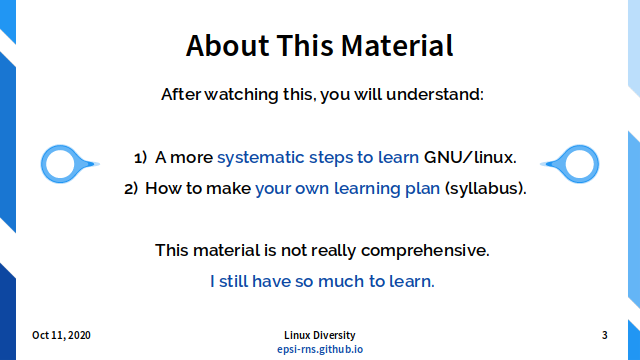 About This Material
After watching this, you will understand:
1) A more systematic steps to learn GNU/linux.
2) How to make your own learning plan (syllabus).
This material is not really comprehensive.
I still have so much to learn.
Oct 11, 2020
Linux Diversity
3
epsi-rns.github.io